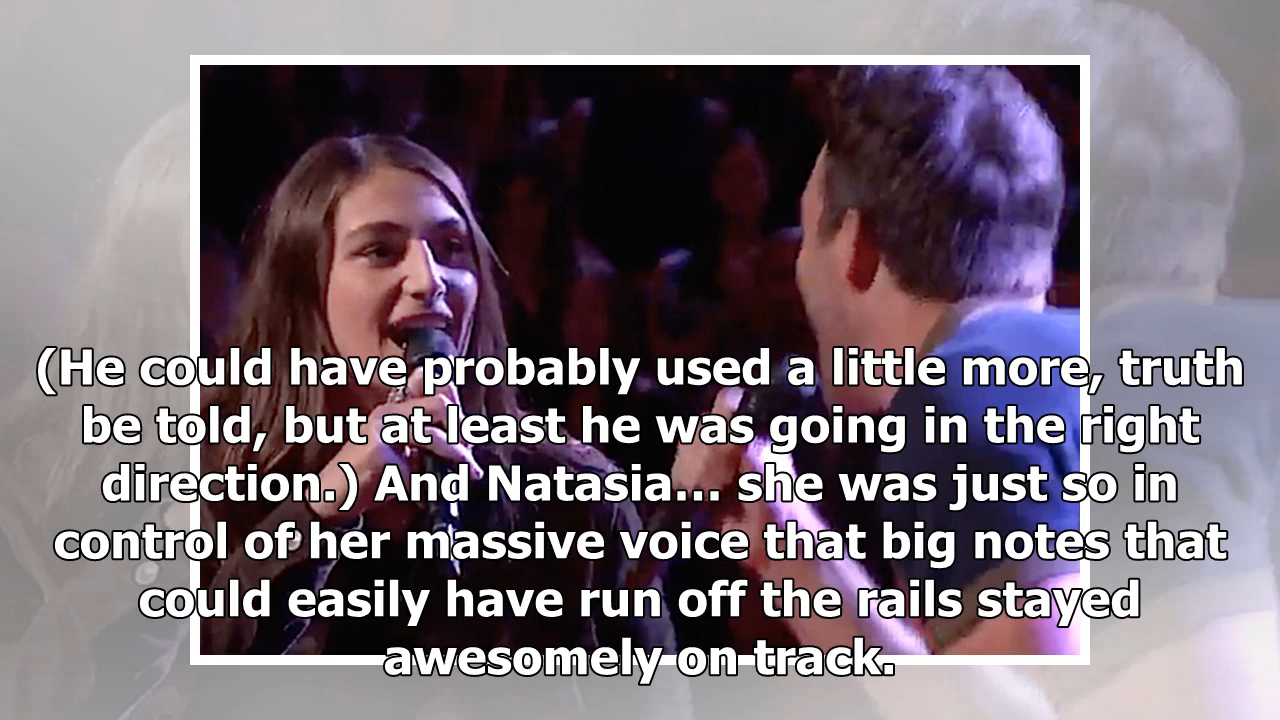 (He could have probably used a little more, truth
be told, but at least he was going in the right
direction.) And Natasia... she was just so in
control of her massive voice that big notes that
could easily have run off the rails stayed
awesomely on track.